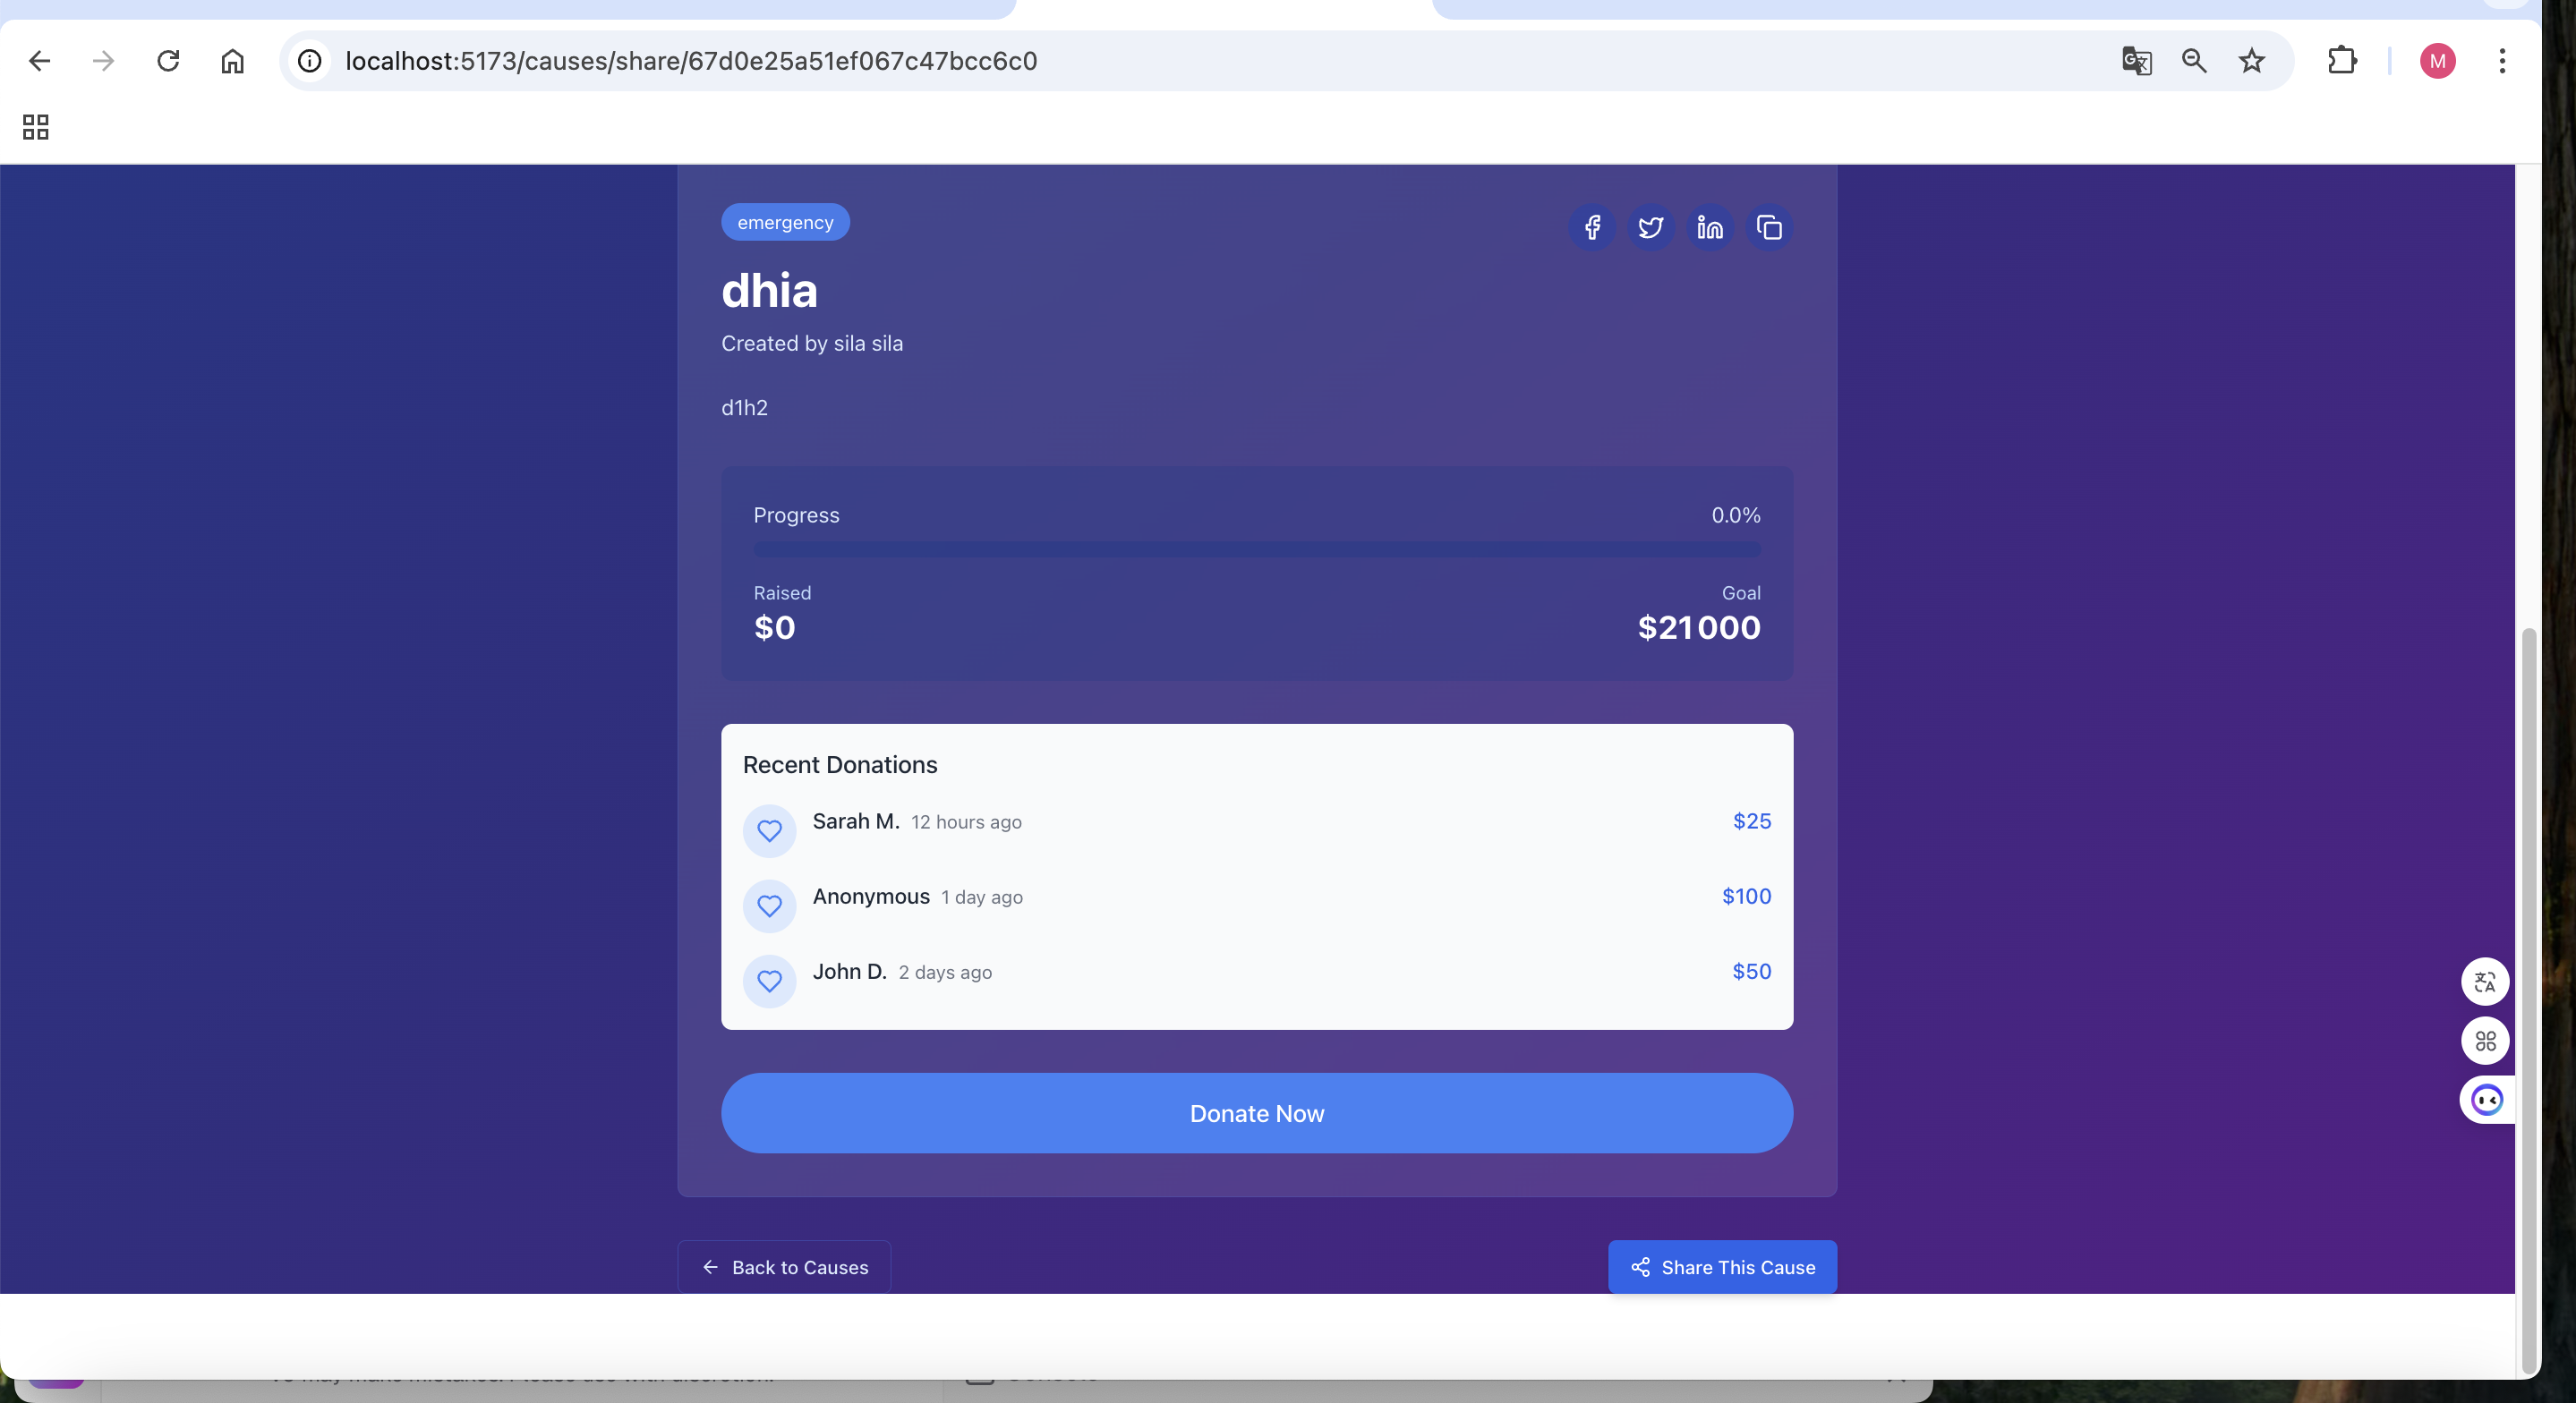 localhost:5173/causes/share/67d0e25a51ef067c47bcc6c0
M
emergency
dhia
Created by sila sila
d1h2
Progress
0.0%
Raised
Goal
$0
$21 000
Recent Donations
Sarah M. 12 hours ago
$25
Anonymous 1 day ago
$100
John D. 2 days ago
$50
Donate Now
Back to Causes
Share This Cause